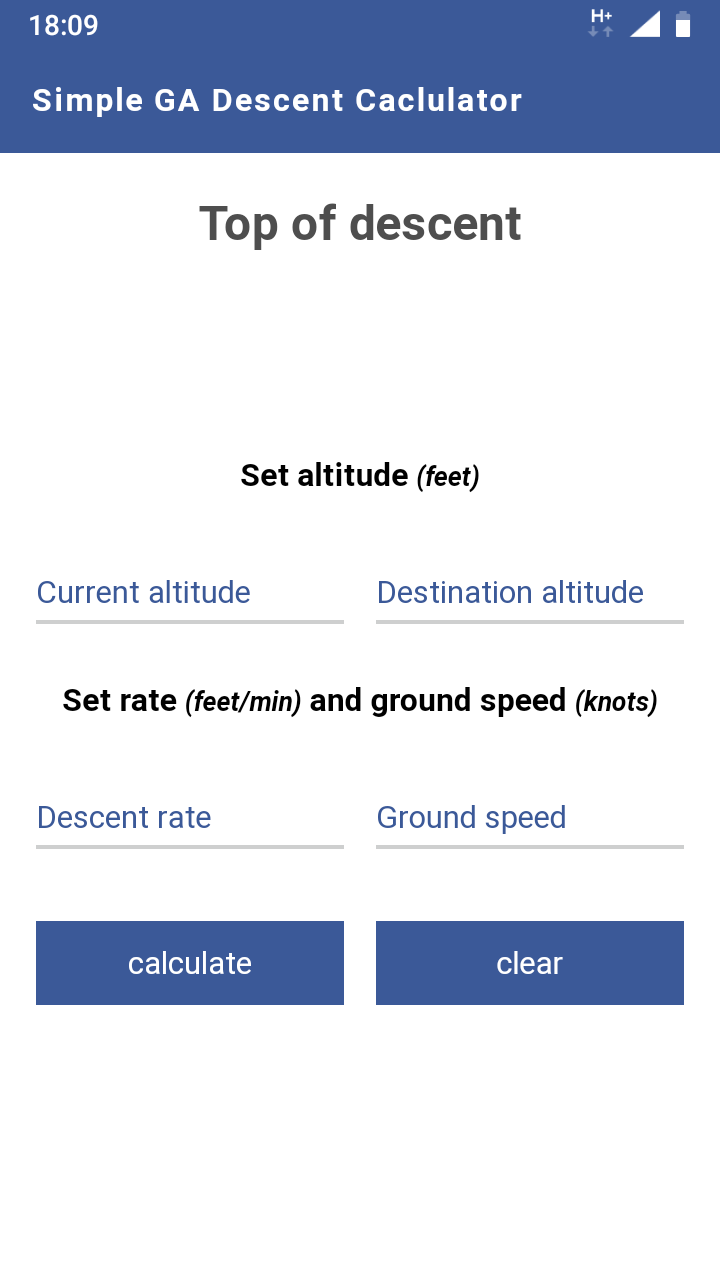 18:09 H+
Simple GA Descent Caclulator
Top of descent
Set altitude (feet)
Current altitude Destination altitude
Set rate (feet/min) and ground speed (knots)
Descent rate Ground speed
calculate clear